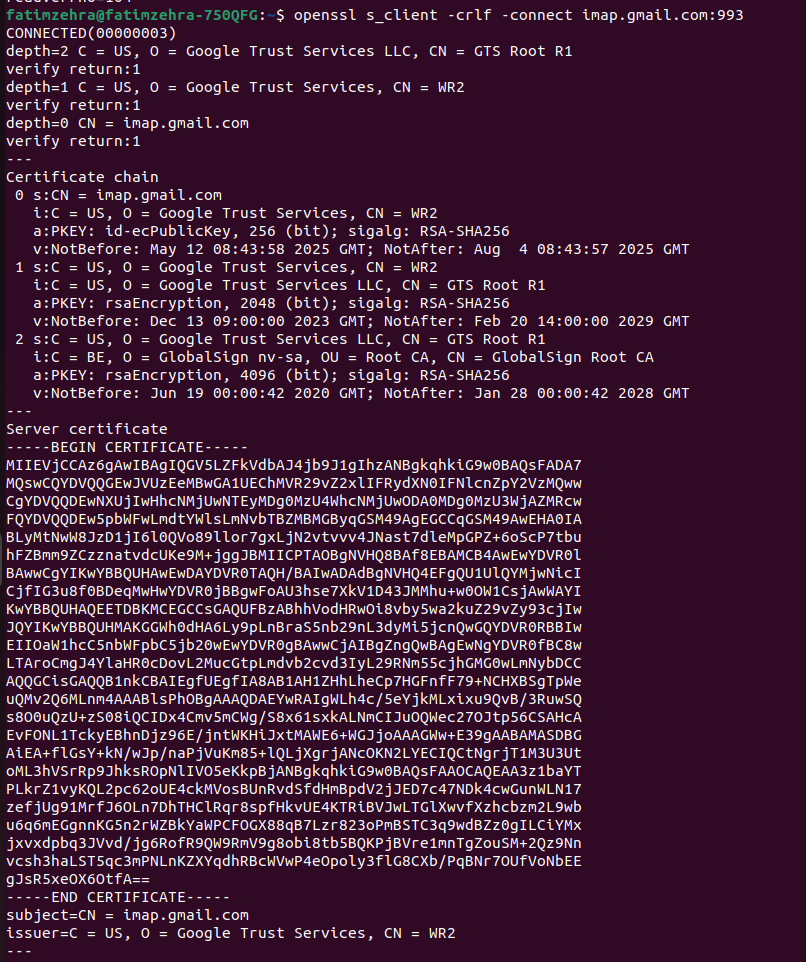 fatimzehra@fatimzehra-750QFG:~$ openssl s_client -crlf -connect imap.gmail.com:993
CONNECTED(00000003)
depth=2 C = US, O = Google Trust Services LLC, CN = GTS Root R1
verify return:1
depth=1 C = US, O = Google Trust Services, CN = WR2
verify return:1
depth=0 CN = imap.gmail.com
verify return:1
---
Certificate chain
 0 s:CN = imap.gmail.com
   i:C = US, O = Google Trust Services, CN = WR2
   a:PKEY: id-ecPublicKey, 256 (bit); sigalg: RSA-SHA256
   v:NotBefore: May 12 08:43:58 2025 GMT; NotAfter: Aug  4 08:43:57 2025 GMT
 1 s:C = US, O = Google Trust Services, CN = WR2
   i:C = US, O = Google Trust Services LLC, CN = GTS Root R1
   a:PKEY: rsaEncryption, 2048 (bit); sigalg: RSA-SHA256
   v:NotBefore: Dec 13 09:00:00 2023 GMT; NotAfter: Feb 20 14:00:00 2029 GMT
 2 s:C = US, O = Google Trust Services LLC, CN = GTS Root R1
   i:C = BE, O = GlobalSign nv-sa, OU = Root CA, CN = GlobalSign Root CA
   a:PKEY: rsaEncryption, 4096 (bit); sigalg: RSA-SHA256
   v:NotBefore: Jun 19 00:00:42 2020 GMT; NotAfter: Jan 28 00:00:42 2028 GMT
---
Server certificate
-----BEGIN CERTIFICATE-----
MIIEVjCCAz6gAwIBAgIQGV5LZFkVdbAJ4jb9J1gIhzANBgkqhkiG9w0BAQsFADA7
MQswCQYDVQQGEwJVUzEeMBwGA1UEChMVR29vZ2xlIFRydXN0IFNlcnZpY2VzMQww
CgYDVQQDEwNXUjIwHhcNMjUwNTEyMDg0MzU4WhcNMjUwODA0MDg0MzU3WjAZMRcw
FQYDVQQDEw5pbWFwLmdtYWlsLmNvbTBZMBMGByqGSM49AgEGCCqGSM49AwEHA0IA
BLyMtNwW8JzD1jI6l0QVo89llor7gxLjN2vtvvv4JNast7dleMpGPZ+6oScP7tbu
hFZBmm9ZCzznatvdcUKe9M+jggJBMIICPTAOBgNVHQ8BAf8EBAMCB4AwEwYDVR0l
BAwwCgYIKwYBBQUHAwEwDAYDVR0TAQH/BAIwADAdBgNVHQ4EFgQU1UlQYMjwNicI
CjfIG3u8f0BDeqMwHwYDVR0jBBgwFoAU3hse7XkV1D43JMMhu+w0OW1CsjAwWAYI
KwYBBQUHAQEETDBKMCEGCCsGAQUFBzABhhVodHRwOi8vby5wa2kuZ29vZy93cjIw
JQYIKwYBBQUHMAKGGWh0dHA6Ly9pLnBraS5nb29nL3dyMi5jcnQwGQYDVR0RBBIw
EIIOaW1hcC5nbWFpbC5jb20wEwYDVR0gBAwwCjAIBgZngQwBAgEwNgYDVR0fBC8w
LTAroCmgJ4YlaHR0cDovL2MucGtpLmdvb2cvd3IyL29RNm55cjhGMG0wLmNybDCC
AQQGCisGAQQB1nkCBAIEgfUEgfIA8AB1AH1ZHhLheCp7HGFnfF79+NCHXBSgTpWe
uQMv2Q6MLnm4AAABlsPhOBgAAAQDAEYwRAIgWLh4c/5eYjkMLxixu9QvB/3RuwSQ
s8O0uQzU+zS08iQCIDx4Cmv5mCWg/S8x61sxkALNmCIJuOQWec27OJtp56CSAHcA
EvFONL1TckyEBhnDjz96E/jntWKHiJxtMAWE6+WGJjoAAAGWw+E39gAABAMASDBG
AiEA+flGsY+kN/wJp/naPjVuKm85+lQLjXgrjANcOKN2LYECIQCtNgrjT1M3U3Ut
oML3hVSrRp9JhksROpNlIVO5eKkpBjANBgkqhkiG9w0BAQsFAAOCAQEAA3z1baYT
PLkrZ1vyKQL2pc62oUE4ckMVosBUnRvdSfdHmBpdV2jJED7c47NDk4cwGunWLN17
zefjUg91MrfJ6OLn7DhTHClRqr8spfHkvUE4KTRiBVJwLTGlXwvfXzhcbzm2L9wb
u6q6mEGgnnKG5n2rWZBkYaWPCFOGX88qB7Lzr823oPmBSTC3q9wdBZz0gILCiYMx
jxvxdpbq3JVvd/jg6RofR9QW9RmV9g8obi8tb5BQKPjBVre1mnTgZouSM+2Qz9Nn
vcsh3haLST5qc3mPNLnKZXYqdhRBcWVwP4eOpoly3flG8CXb/PqBNr7OUfVoNbEE
gJsR5xeOX6OtfA==
-----END CERTIFICATE-----
subject=CN = imap.gmail.com
issuer=C = US, O = Google Trust Services, CN = WR2
---